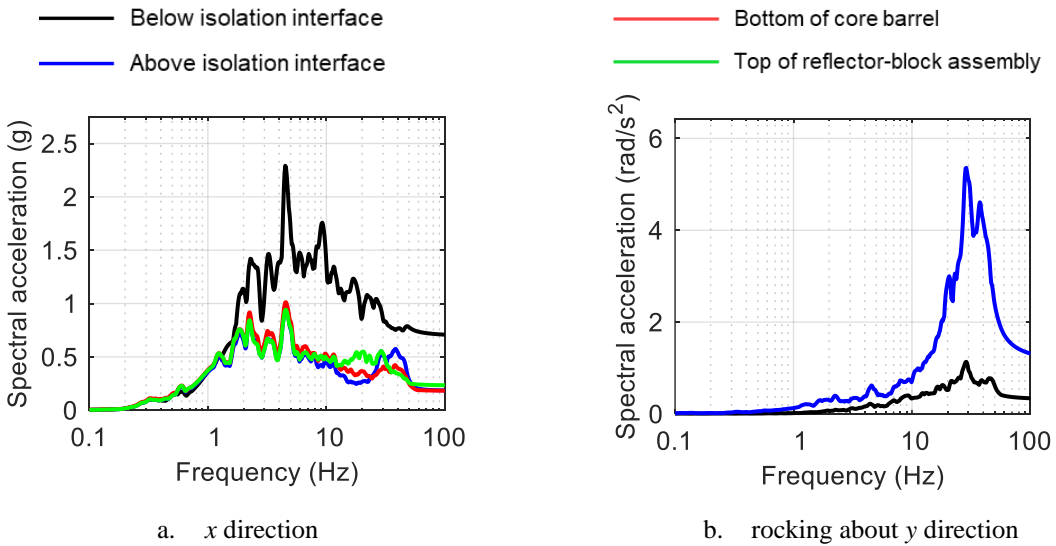 Below isolation interface
Above isolation interface
Bottom of core barrel
Top of reflector-block assembly
Spectral acceleration (g)
2.5
2
1.5
1
0.5
0
0.1
1
10
100
Frequency (Hz)
a. x direction
Spectral acceleration (rad/s²)
6
4
2
0
0.1
1
10
100
Frequency (Hz)
b. rocking about y direction